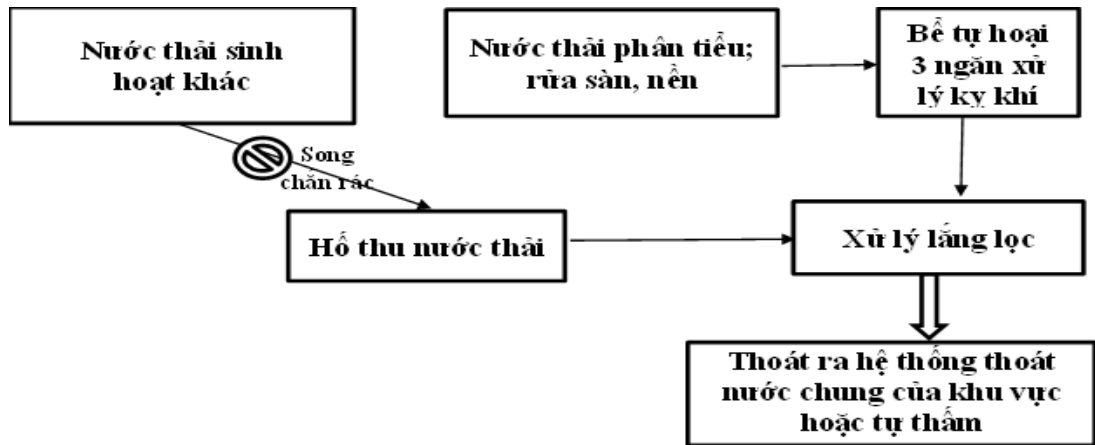 Nước thải sinh
hoạt khác
Nước thải phân tiểu;
rửa sàn, nền
Bể tự hoại
3 ngăn xử
lý kỵ khí
Song
chắn rác
Hố thu nước thải
Xử lý lắng lọc
Thoát ra hệ thống thoát
nước chung của khu vực
hoặc tự thấm